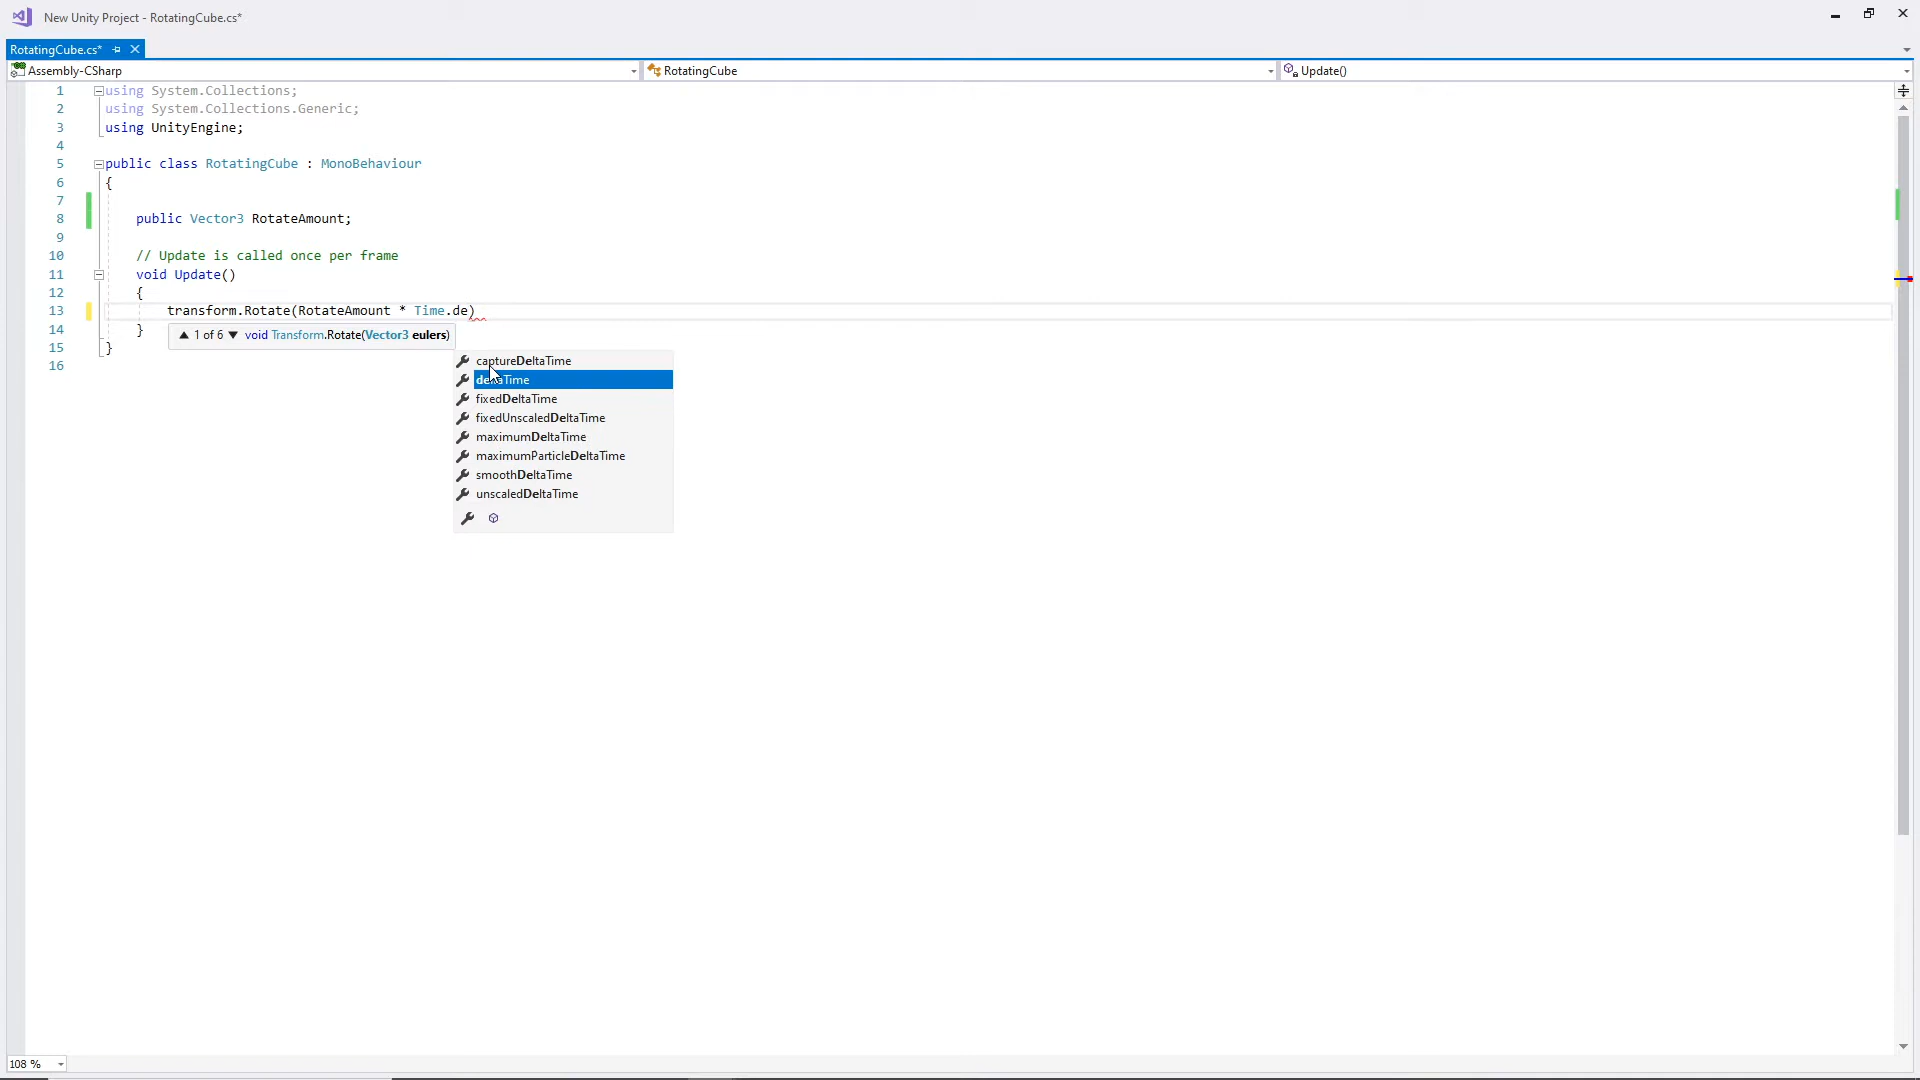 New Unity Project - RotatingCube.cs*
RotatingCube.cs*
Assembly-CSharp
RotatingCube
Update()
1 using System.Collections;
2 using System.Collections.Generic;
3 using UnityEngine;
4
5 public class RotatingCube : MonoBehaviour
6 {
7
8 public Vector3 RotateAmount;
9
10 // Update is called once per frame
11 void Update()
12 {
13 transform.Rotate(RotateAmount * Time.de)
14 }
▲ 1 of 6 ▼ void Transform.Rotate(Vector3 eulers)
15 }
16
captureDeltaTime
deltaTime
fixedDeltaTime
fixedUnscaledDeltaTime
maximumDeltaTime
maximumParticleDeltaTime
smoothDeltaTime
unscaledDeltaTime
108 %